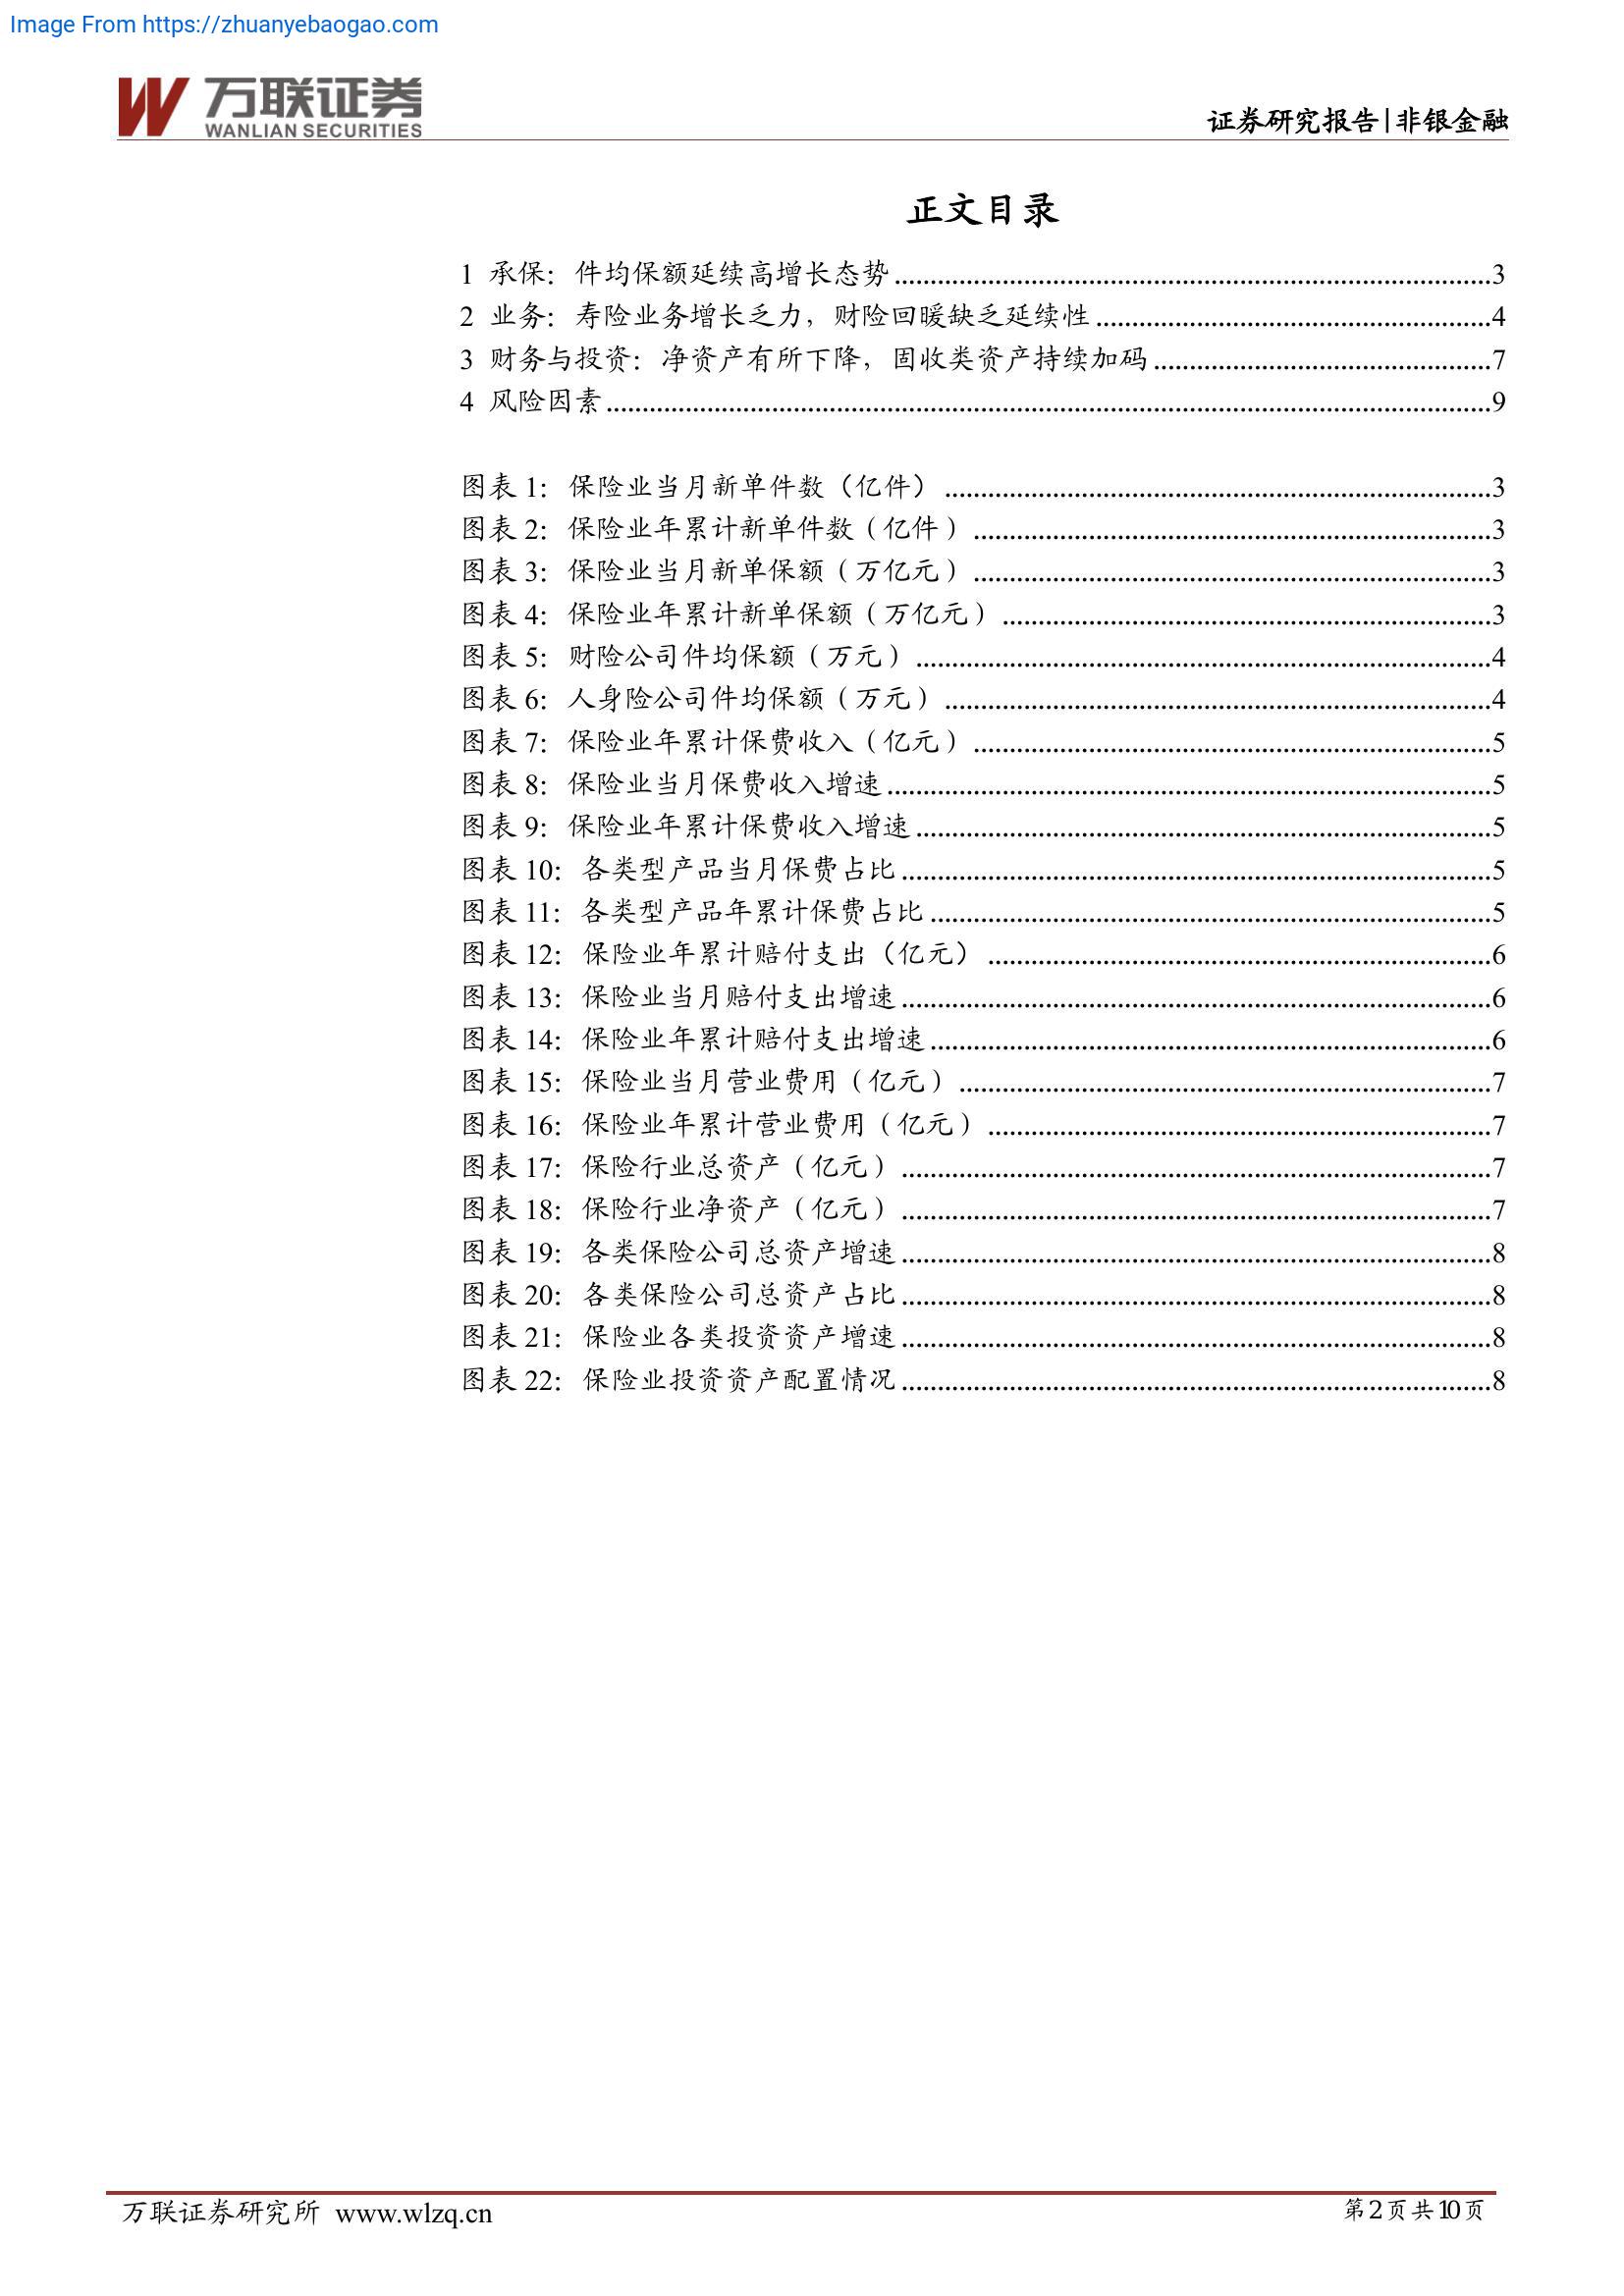 Image From https://zhuanyebaogao.com
万联证券
WANLIAN SECURITIES
证券研究报告|非银金融
正文目录
1 承保：件均保额延续高增长态势...................................................................................3
2 业务：寿险业务增长乏力，财险回暖缺乏延续性.......................................................4
3 财务与投资：净资产有所下降，固收类资产持续加码...............................................7
4 风险因素...........................................................................................................................9
图表 1：保险业当月新单件数（亿件）............................................................................3
图表 2：保险业年累计新单件数（亿件）........................................................................3
图表 3：保险业当月新单保额（万亿元）........................................................................3
图表 4：保险业年累计新单保额（万亿元）....................................................................3
图表 5：财险公司件均保额（万元）................................................................................4
图表 6：人身险公司件均保额（万元）............................................................................4
图表 7：保险业年累计保费收入（亿元）........................................................................5
图表 8：保险业当月保费收入增速....................................................................................5
图表 9：保险业年累计保费收入增速................................................................................5
图表 10：各类型产品当月保费占比..................................................................................5
图表 11：各类型产品年累计保费占比..............................................................................5
图表 12：保险业年累计赔付支出（亿元）......................................................................6
图表 13：保险业当月赔付支出增速..................................................................................6
图表 14：保险业年累计赔付支出增速..............................................................................6
图表 15：保险业当月营业费用（亿元）..........................................................................7
图表 16：保险业年累计营业费用（亿元）......................................................................7
图表 17：保险行业总资产（亿元）..................................................................................7
图表 18：保险行业净资产（亿元）..................................................................................7
图表 19：各类保险公司总资产增速..................................................................................8
图表 20：各类保险公司总资产占比..................................................................................8
图表 21：保险业各类投资资产增速..................................................................................8
图表 22：保险业投资资产配置情况..................................................................................8
万联证券研究所 www.wlzq.cn
第2页共10页